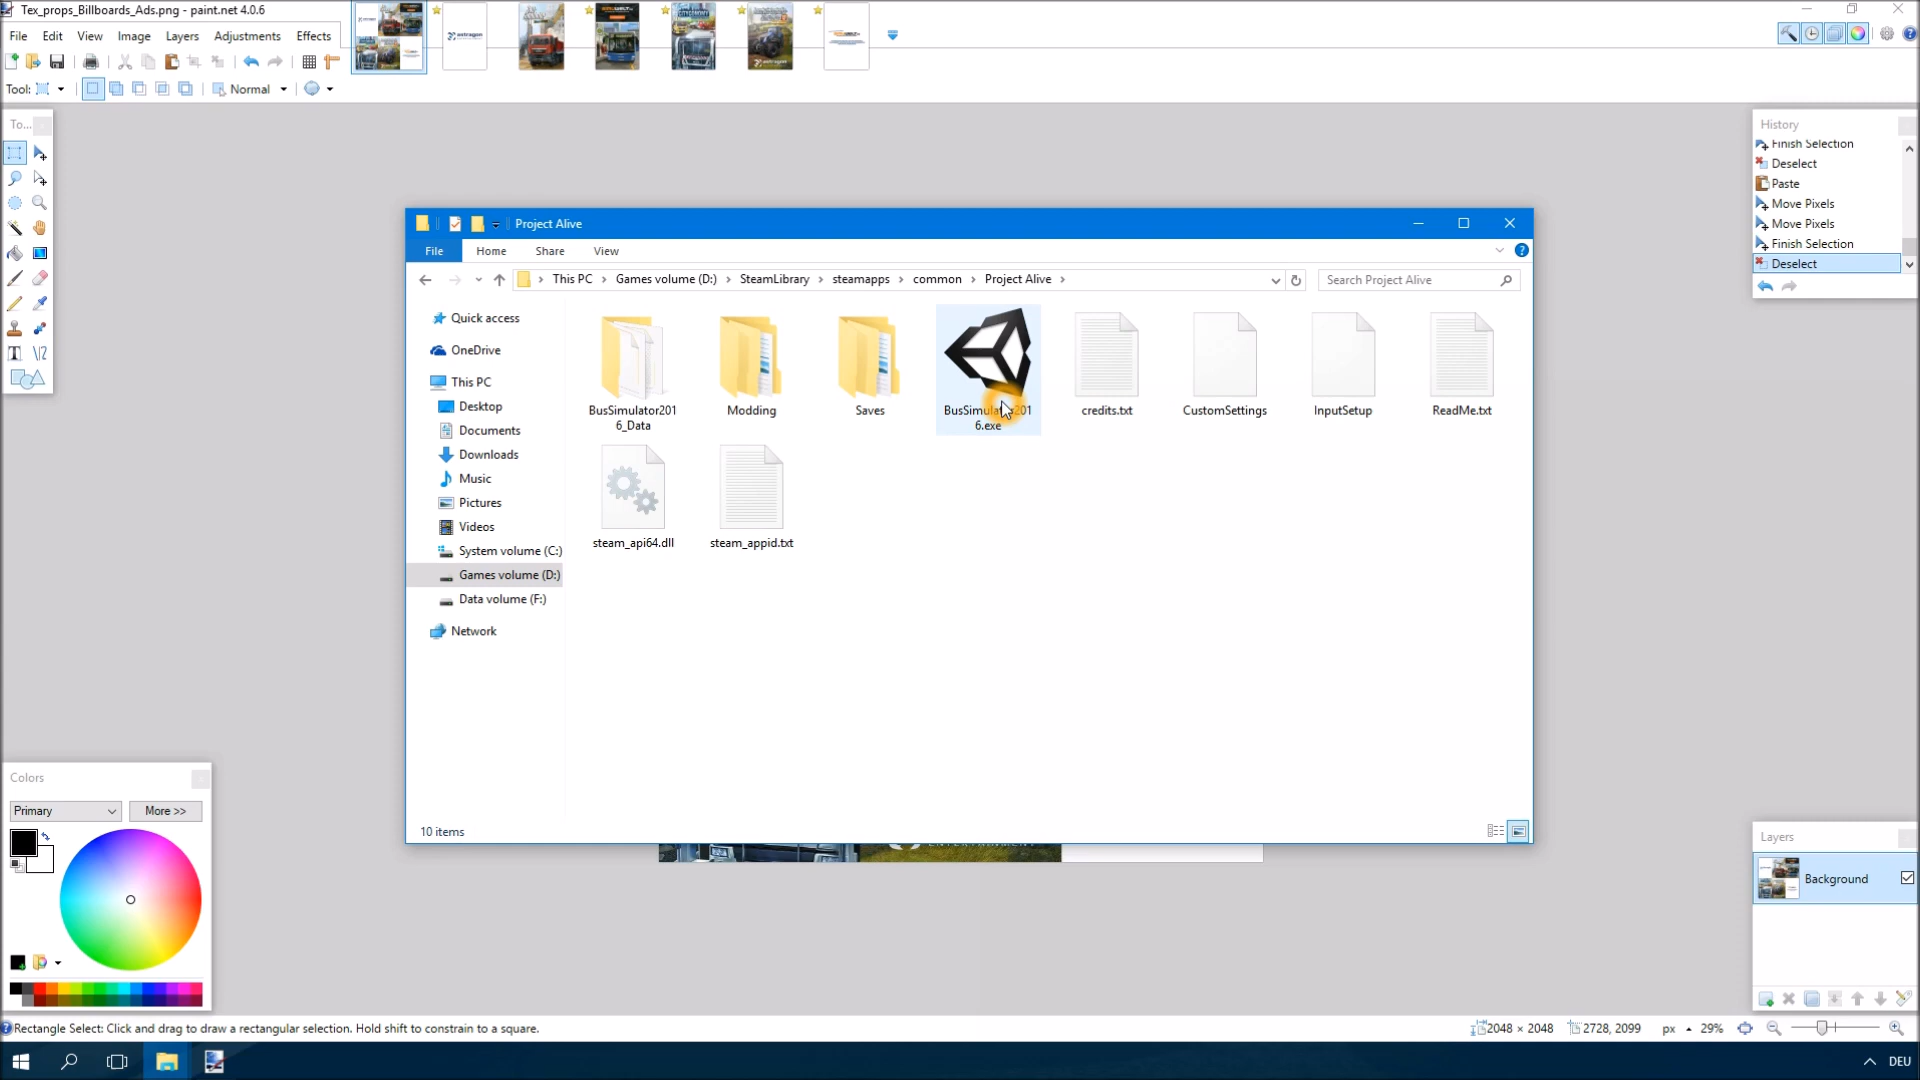 Tex_props_Billboards_Ads.png - paint.net 4.0.6
File Edit View Image Layers Adjustments Effects
Tool: Normal
To...
History
Finish Selection
Deselect
Paste
Move Pixels
Move Pixels
Finish Selection
Deselect
Project Alive
File Home Share View
This PC Games volume (D:) SteamLibrary steamapps common Project Alive
Search Project Alive
Quick access
OneDrive
This PC
Desktop
Documents
Downloads
Music
Pictures
Videos
System volume (C:)
Games volume (D:)
Data volume (F:)
Network
BusSimulator201
6_Data
Modding
Saves
6.exe
credits.txt
CustomSettings
InputSetup
ReadMe.txt
steam_api64.dll
steam_appid.txt
10 items
Colors
Primary
More >>
Layers
Background
Rectangle Select: Click and drag to draw a rectangular selection. Hold shift to constrain to a square.
2048 × 2048
2728, 2099
px
29%
DEU